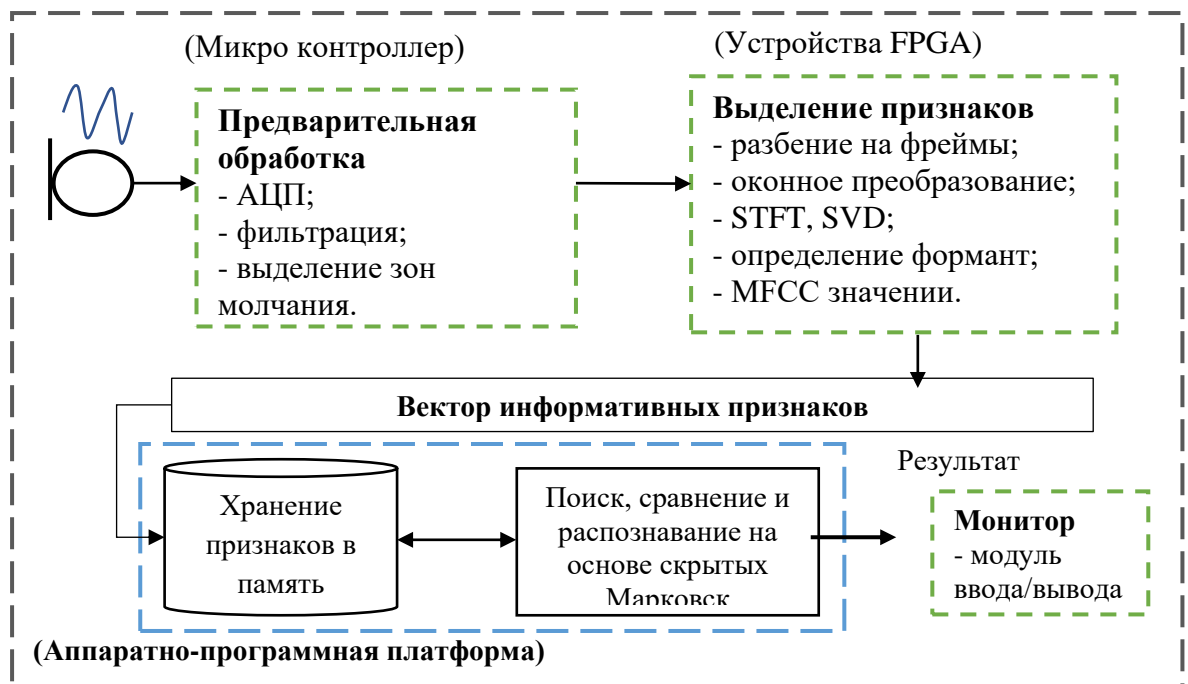 (Микро контроллер)
(Устройства FPGA)
Предварительная
обработка
- АЦП;
- фильтрация;
- выделение зон
молчания.
Выделение признаков
- разбение на фреймы;
- оконное преобразование;
- STFT, SVD;
- определение формант;
- MFCC значении.
Вектор информативных признаков
Хранение
признаков в
память
Поиск, сравнение и
распознавание на
основе скрытых
Марковск
Результат
Монитор
- модуль
ввода/вывода
(Аппаратно-программная платформа)